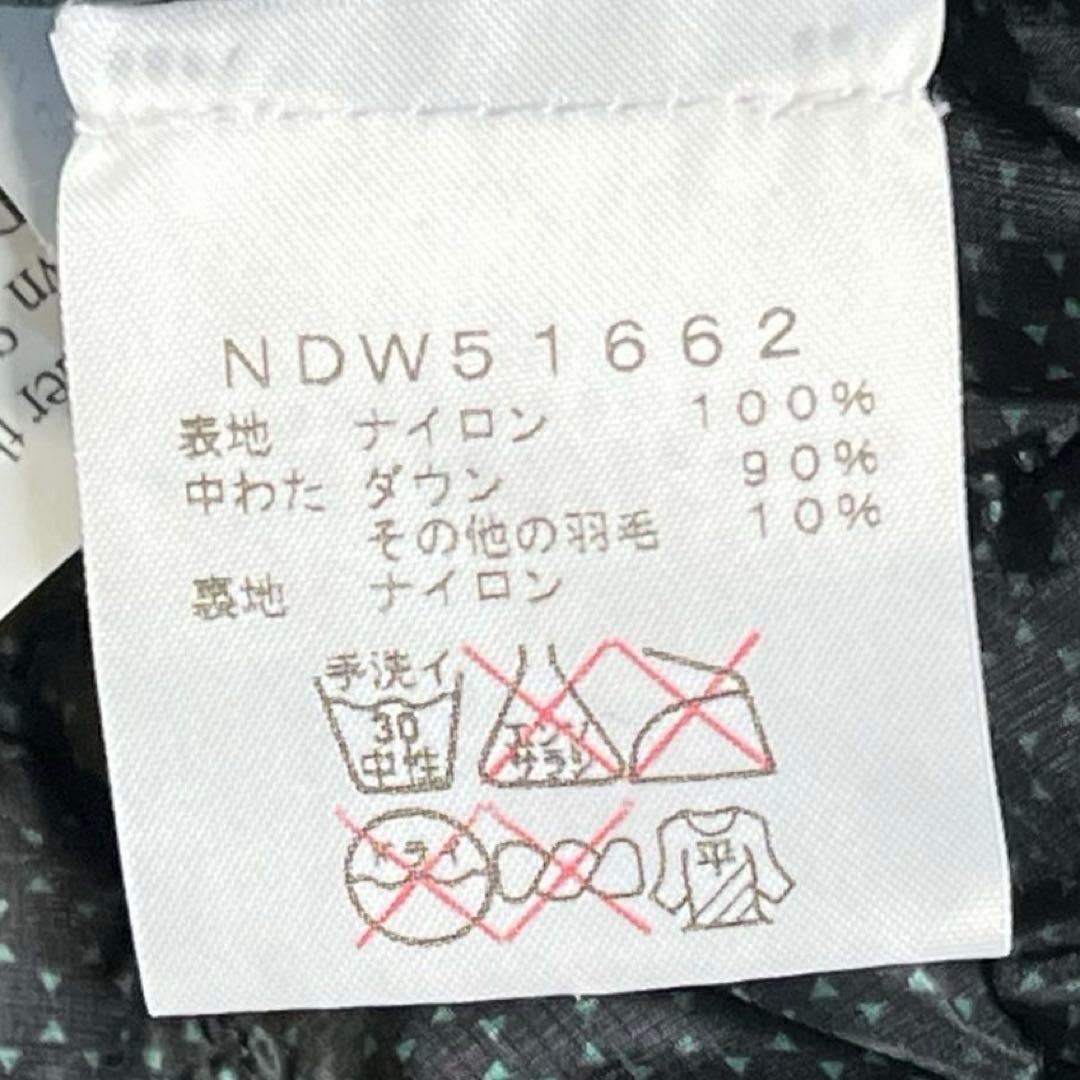 NDW51662
表地 ナイロン 100%
中わた ダウン 90%
その他の羽毛 10%
裏地 ナイロン
手洗イ
30
中性
エンソ
サラシ
ドライ
平
wn